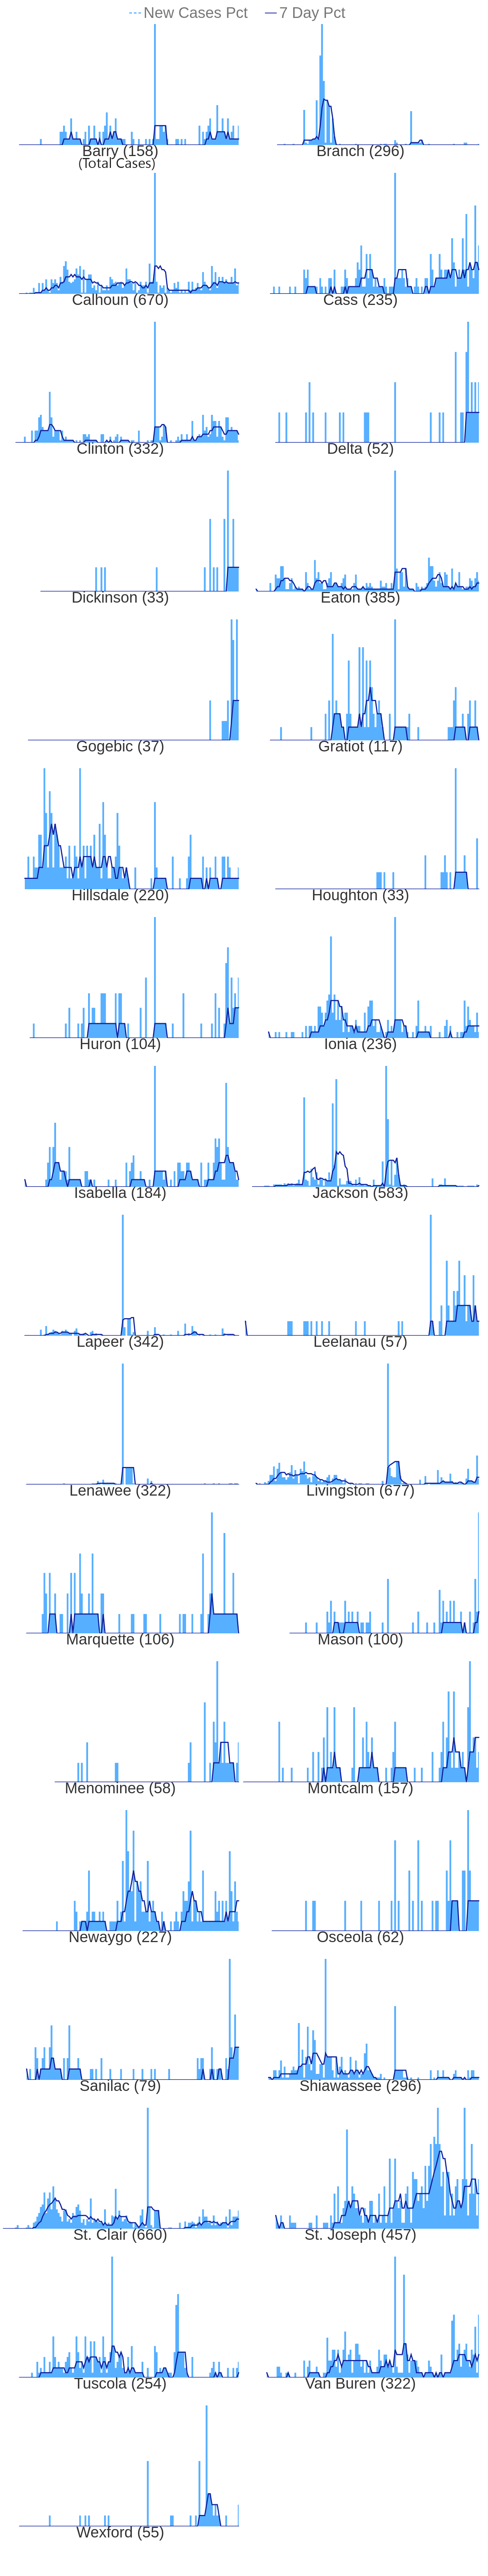 New Cases Pct 7 Day Pct
Barry (158) Branch (296)
(Total Cases)
Calhoun (670) Cass (235)
Clinton (332) Delta (52)
Dickinson (33) Eaton (385)
Gogebic (37) Gratiot (117)
Hillsdale (220) Houghton (33)
Huron (104) Ionia (236)
Isabella (184) Jackson (583)
Lapeer (342) Leelanau (57)
Lenawee (322) Livingston (677)
Marquette (106) Mason (100)
Menominee (58) Montcalm (157)
Newaygo (227) Osceola (62)
Sanilac (79) Shiawassee (296)
St. Clair (660) St. Joseph (457)
Tuscola (254) Van Buren (322)
Wexford (55)